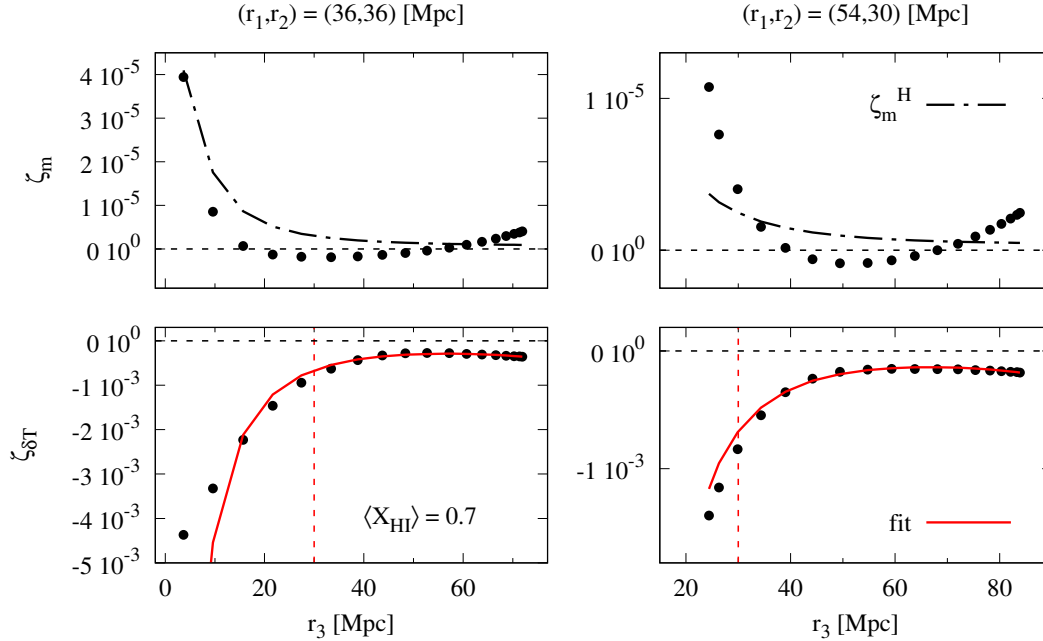 (r₁,r₂) = (36,36) [Mpc]
(r₁,r₂) = (54,30) [Mpc]
ζₘ
4 10⁻⁵
5 10⁻⁵
2 10⁻⁵
1 10⁻⁵
0 10⁰
1 10⁻⁵
0 10⁰
ζₘᴴ
ζ_δT
0 10⁰
-1 10⁻³
-2 10⁻³
-3 10⁻³
-4 10⁻³
-5 10⁻³
⟨X_HI⟩ = 0.7
0 20 40 60
r₃ [Mpc]
0 10⁰
-1 10⁻³
fit
20 40 60 80
r₃ [Mpc]